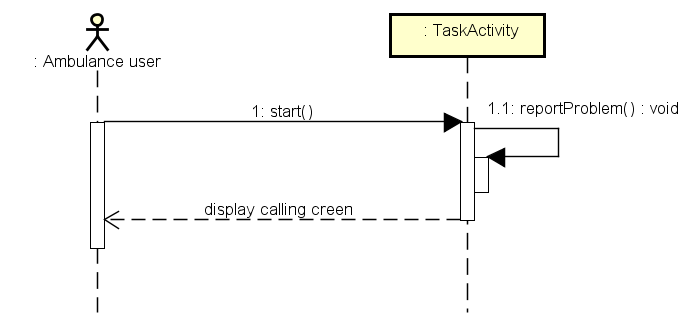 : TaskActivity
: Ambulance user
1: start()
1.1: reportProblem() : void
display calling creen